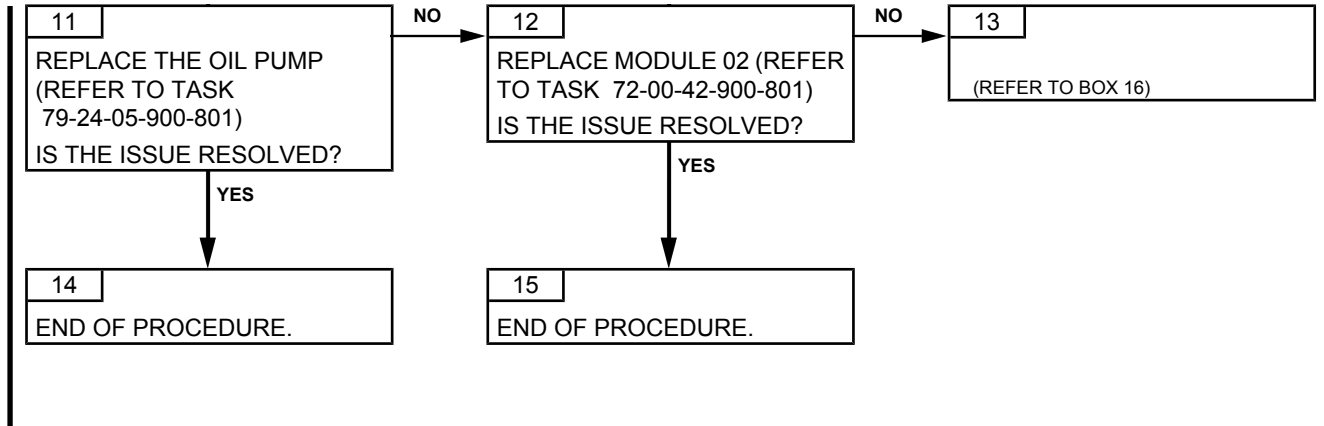 11
REPLACE THE OIL PUMP
(REFER TO TASK
79-24-05-900-801)
IS THE ISSUE RESOLVED?
NO
12
REPLACE MODULE 02 (REFER
TO TASK 72-00-42-900-801)
IS THE ISSUE RESOLVED?
NO
13
(REFER TO BOX 16)
YES
YES
14
END OF PROCEDURE.
15
END OF PROCEDURE.